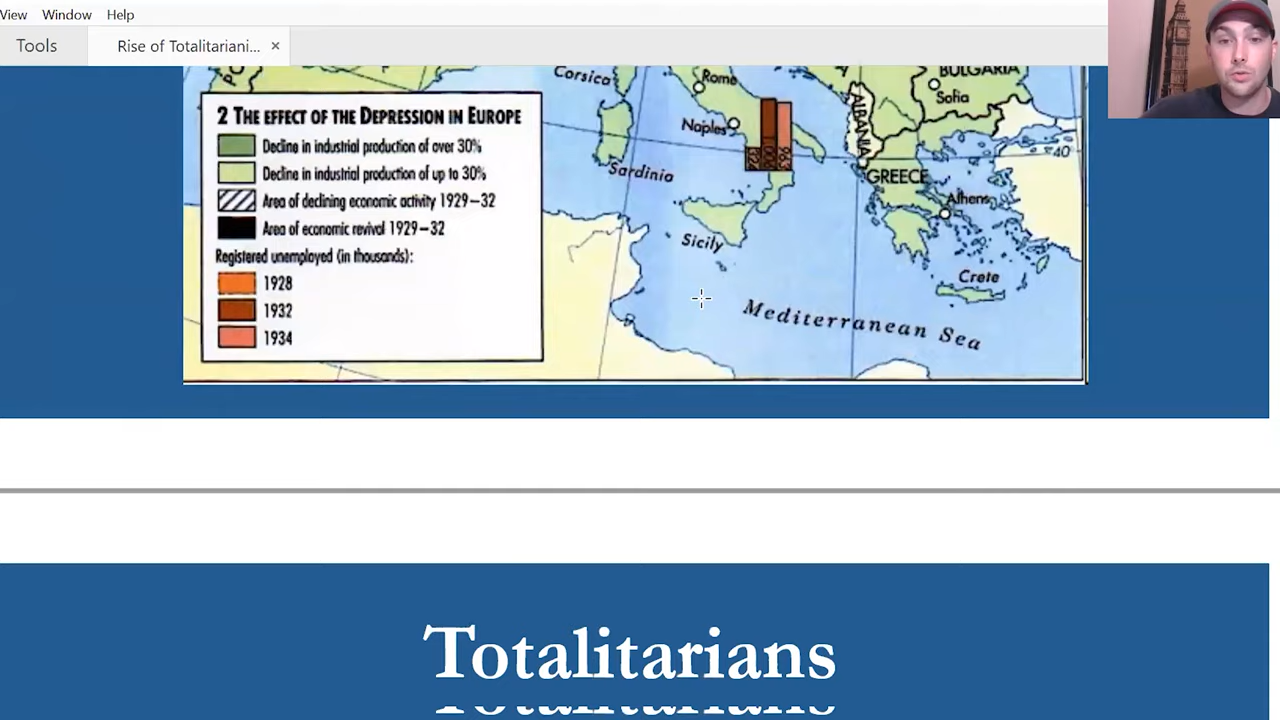 View Window Help
Tools Rise of Totalitariani... ×
Corsica
Rome
BULGARIA
Sofia
Naples
ALBANIA
40
Sardinia
GREECE
Athens
Sicily
Crete
Mediterranean Sea
2 THE EFFECT OF THE DEPRESSION IN EUROPE
Decline in industrial production of over 30%
Decline in industrial production of up to 30%
Area of declining economic activity 1929–32
Area of economic revival 1929–32
Registered unemployed (in thousands):
1928
1932
1934
Totalitarians